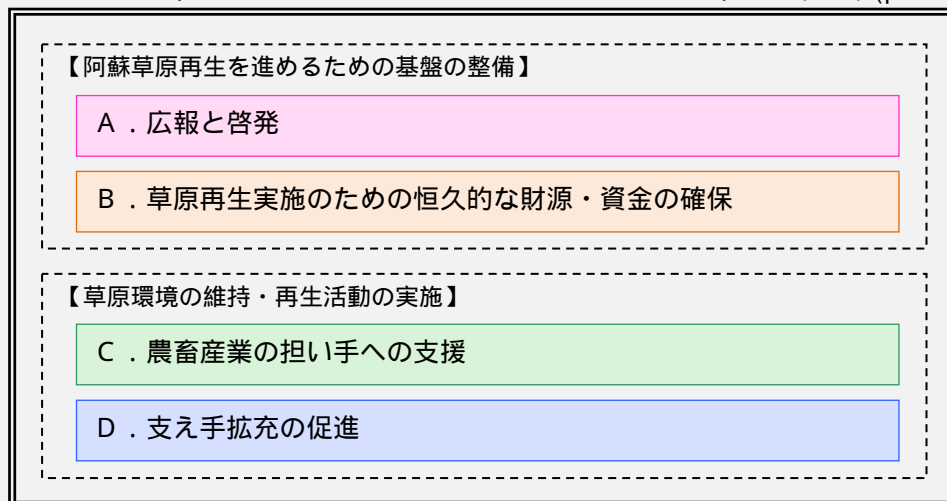 【阿蘇草原再生を進めるための基盤の整備】
A．広報と啓発
B．草原再生実施のための恒久的な財源・資金の確保
【草原環境の維持・再生活動の実施】
C．農畜産業の担い手への支援
D．支え手拡充の促進